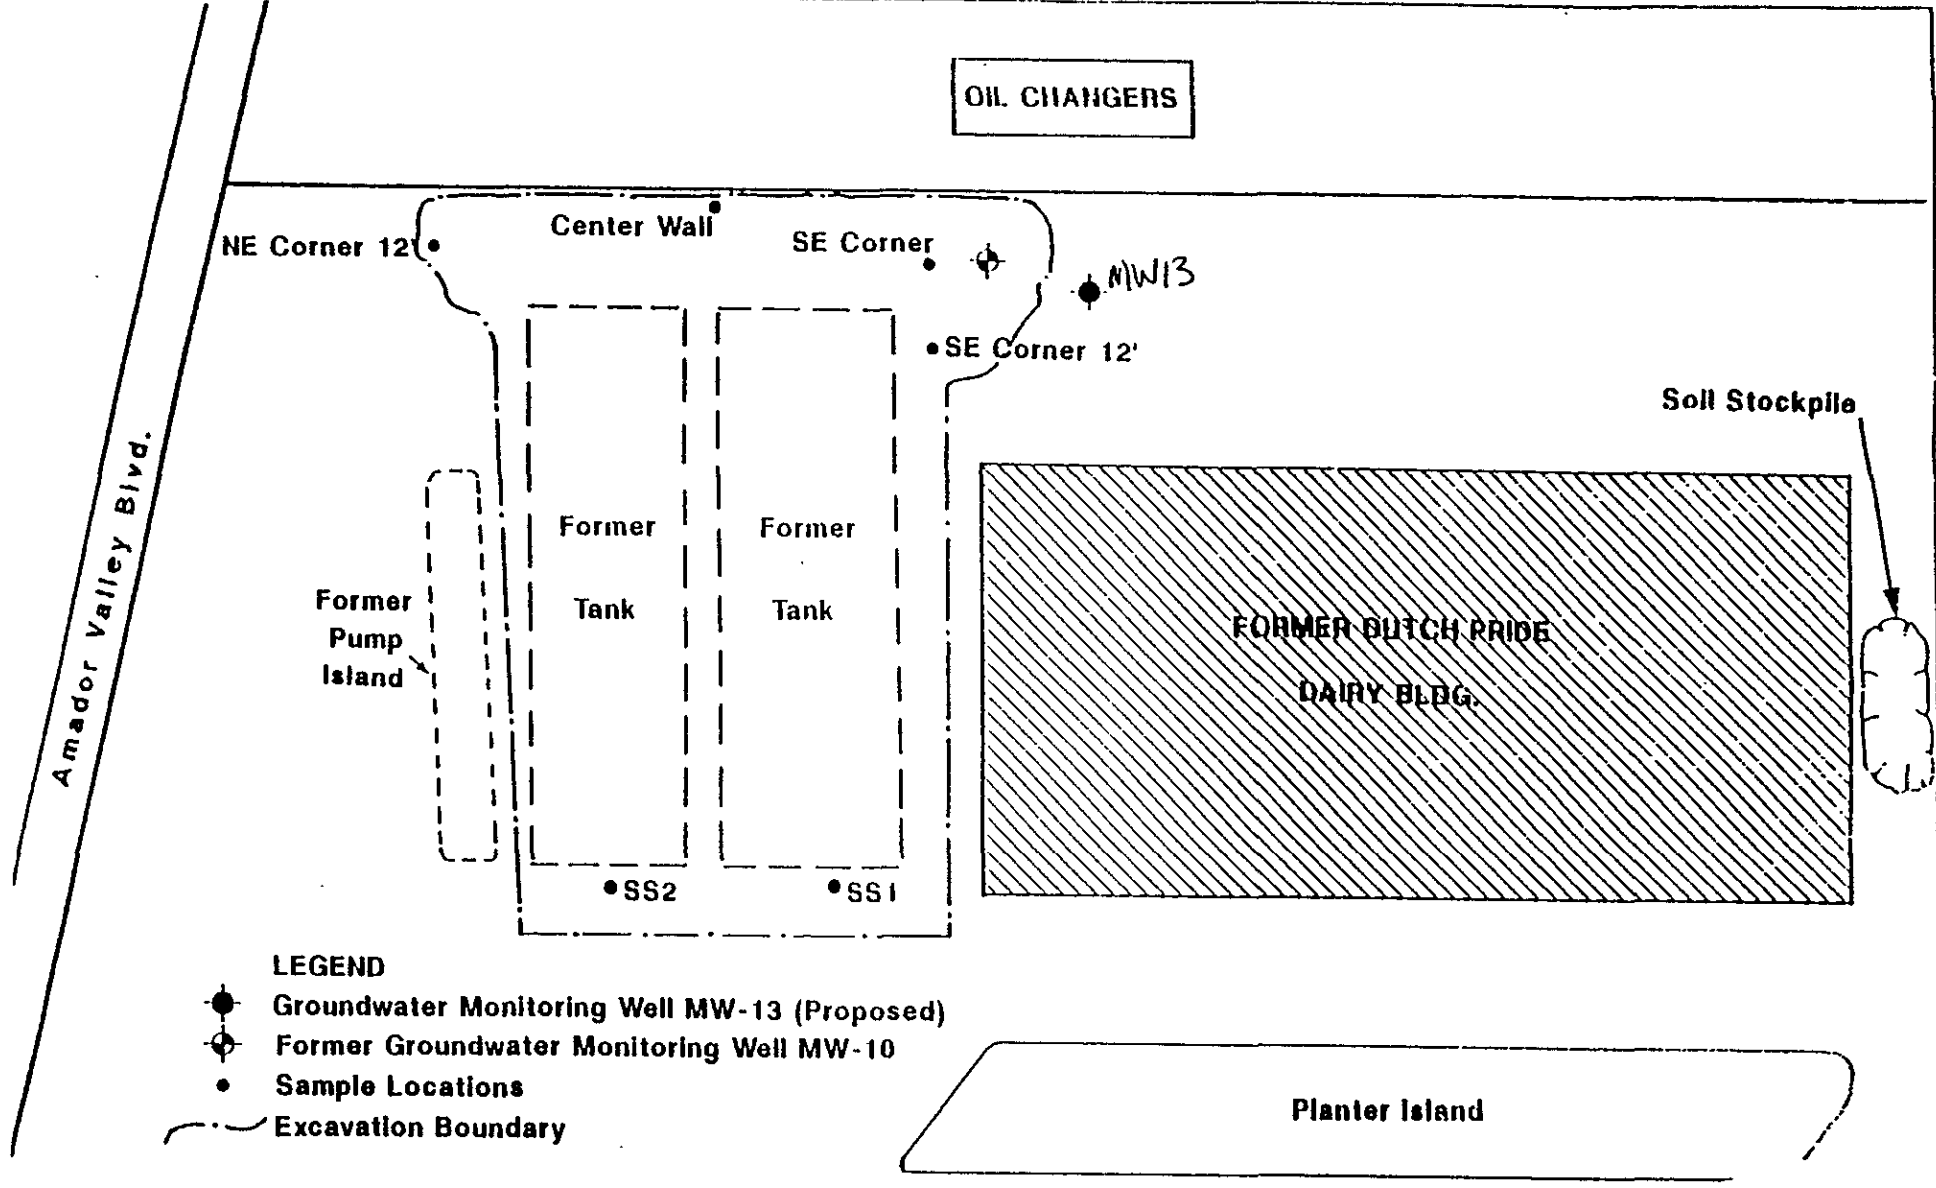 OIL CHANGERS
Center Wall
NE Corner 12'
SE Corner
MW13
SE Corner 12'
Soil Stockpile
Amador Valley Blvd.
Former
Tank
Former
Tank
Former
Pump
Island
FORMER DUTCH PRIDE
DAIRY BLDG.
SS2
SS1
LEGEND
Groundwater Monitoring Well MW-13 (Proposed)
Former Groundwater Monitoring Well MW-10
Sample Locations
Excavation Boundary
Planter Island